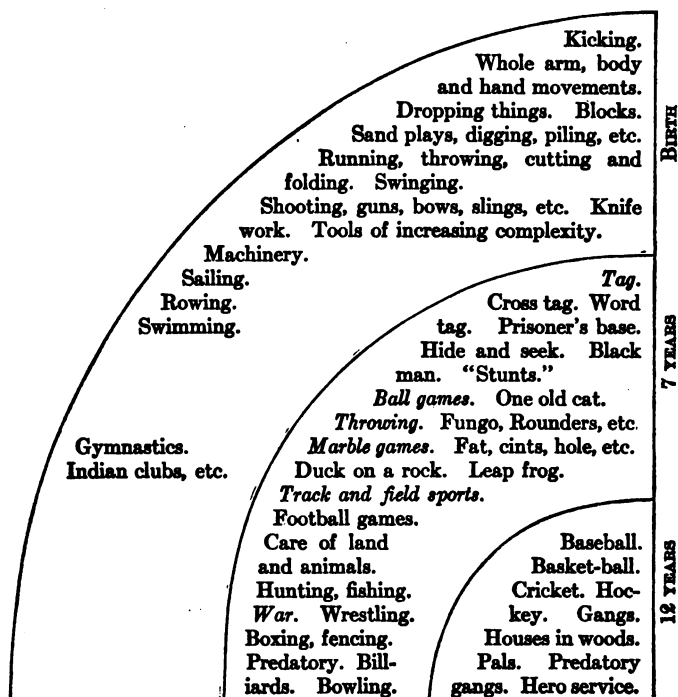 Kicking.
Whole arm, body
and hand movements.
Dropping things. Blocks.
Sand plays, digging, piling, etc.
Running, throwing, cutting and
folding. Swinging.
Shooting, guns, bows, slings, etc. Knife
work. Tools of increasing complexity.
Machinery.
Sailing.
Rowing.
Swimming.
Gymnastics.
Indian clubs, etc.
BIRTH
Tag.
Cross tag. Word
tag. Prisoner's base.
Hide and seek. Black
man. "Stunts."
Ball games. One old cat.
Throwing. Fungo, Rounders, etc.
Marble games. Fat, cints, hole, etc.
Duck on a rock. Leap frog.
Track and field sports.
Football games.
Care of land
and animals.
Hunting, fishing.
War. Wrestling.
Boxing, fencing.
Predatory. Bill-
iards. Bowling.
7 YEARS
Baseball.
Basket-ball.
Cricket. Hoc-
key. Gangs.
Houses in woods.
Pals. Predatory
gangs. Hero service.
12 YEARS